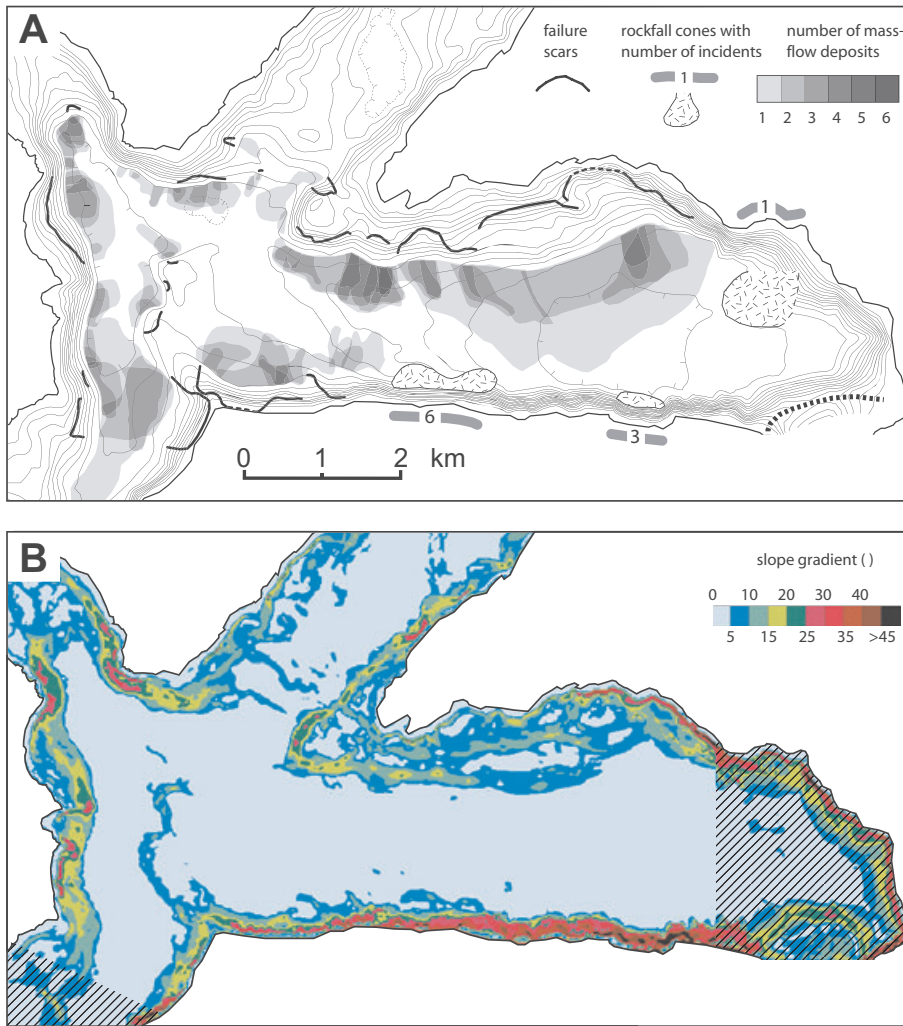 A
failure
scars
rockfall cones with
number of incidents
number of mass-
flow deposits
1
1 2 3 4 5 6
1
6
3
0 1 2 km
B
slope gradient ( )
0 10 20 30 40
5 15 25 35 >45